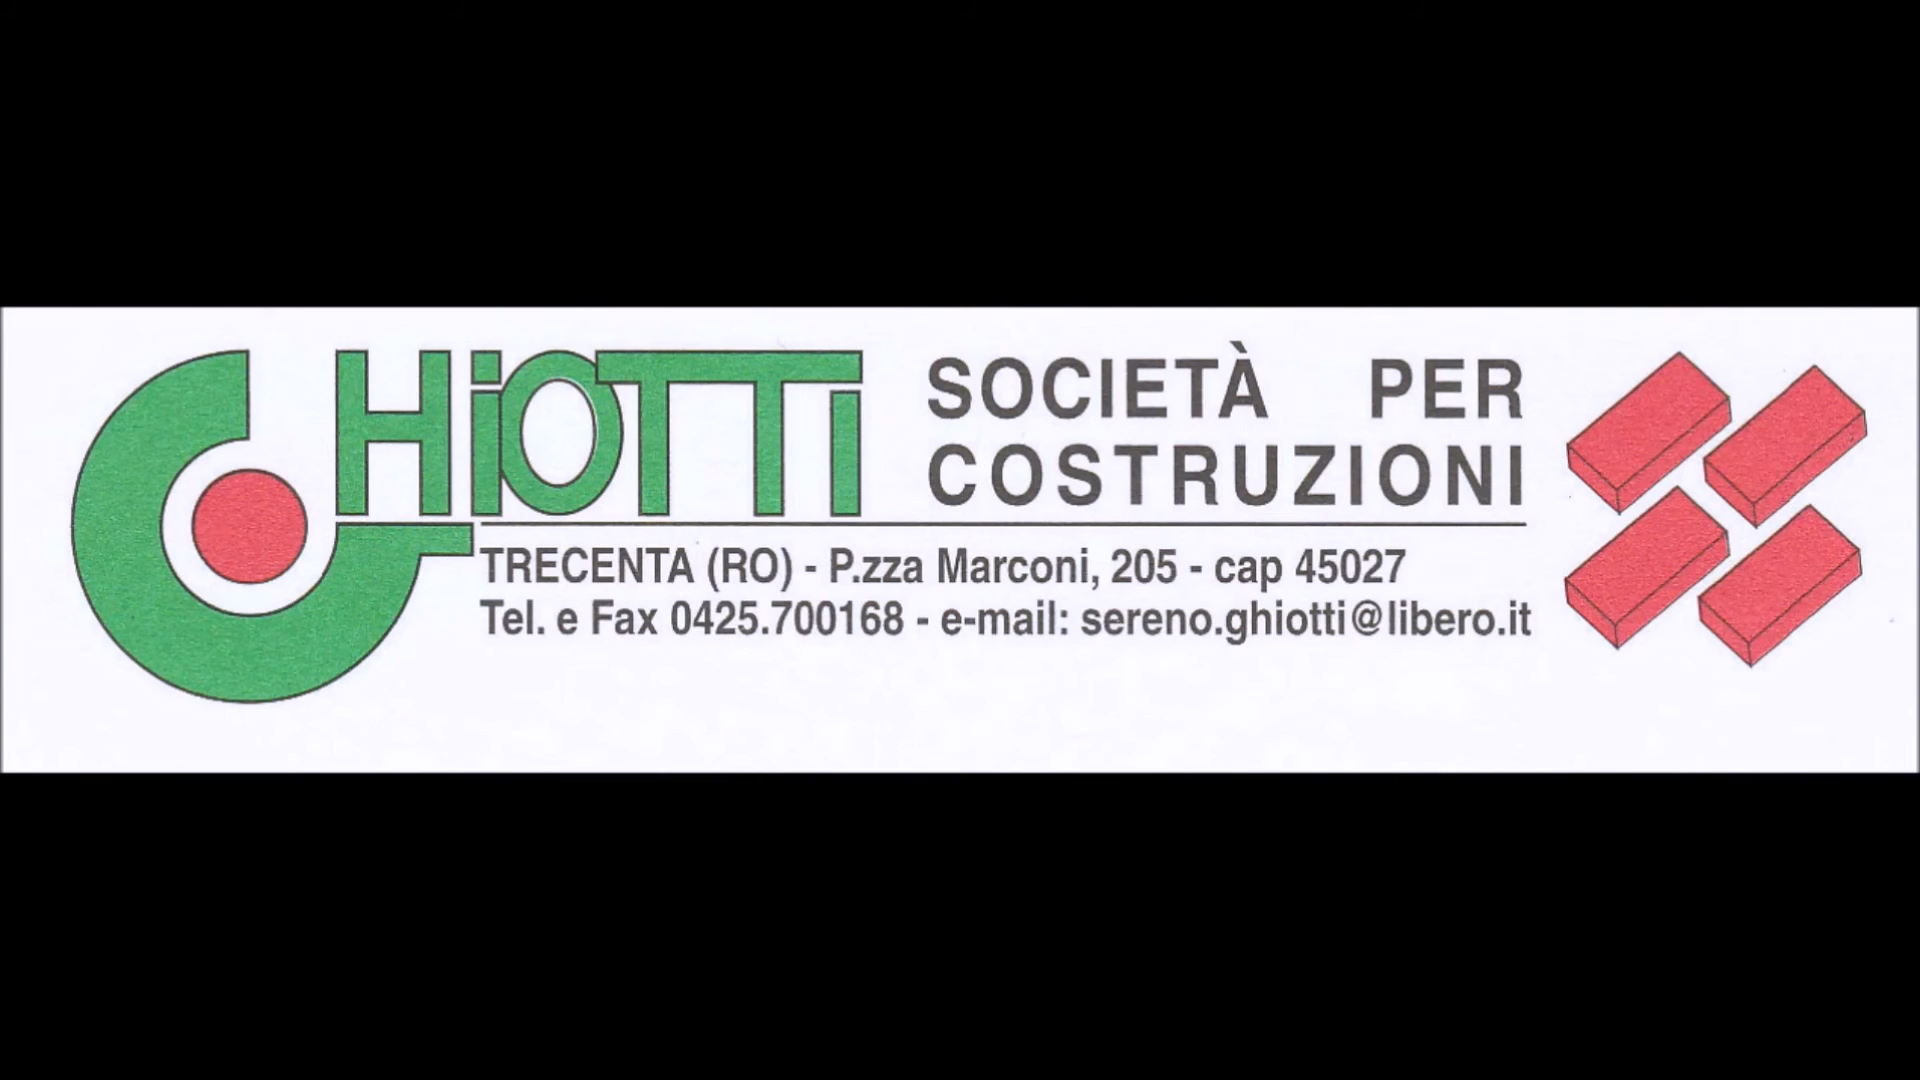 GHiOTTi
SOCIETÀ PER
COSTRUZIONI
TRECENTA (RO) - P.zza Marconi, 205 - cap 45027
Tel. e Fax 0425.700168 - e-mail: sereno.ghiotti@libero.it